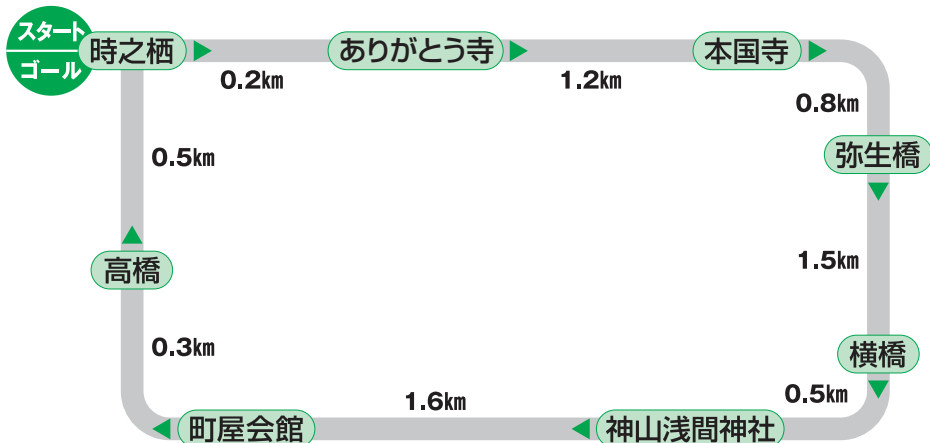 スタート
ゴール
時之栖
0.2km
ありがとう寺
1.2km
本国寺
0.8km
弥生橋
1.5km
横橋
0.5km
神山浅間神社
1.6km
町屋会館
0.3km
高橋
0.5km